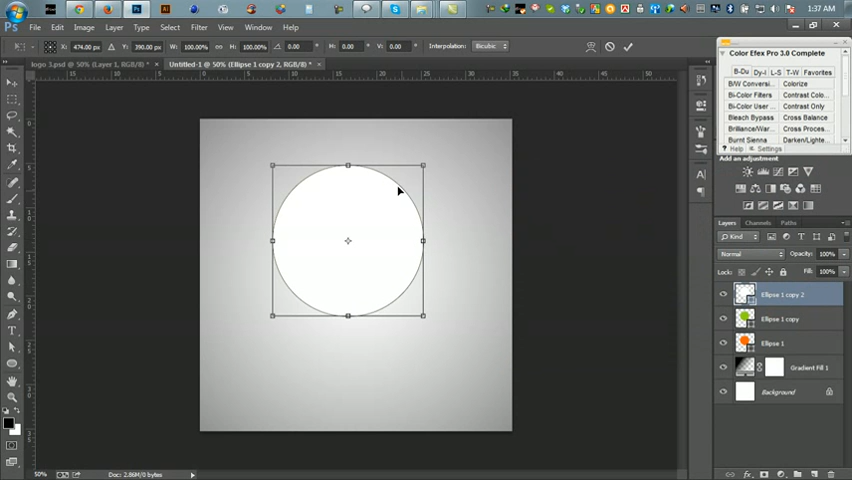 1:37 AM
Ps File Edit Image Layer Type Select Filter View Window Help
X: 474.00 px Y: 390.00 px W: 100.00% H: 100.00% 0.00 H: 0.00 V: 0.00 Interpolation: Bicubic
logo 3.psd @ 50% (Layer 1, RGB/8*) * × Untitled-1 @ 50% (Ellipse 1 copy 2, RGB/8*) * ×
Color Efex Pro 3.0 Complete
B-Du Dy-I L-S T-W Favorites
B/W Conversi... Colorize
Bi-Color Filters Contrast Colo...
Bi-Color User ... Contrast Only
Bleach Bypass Cross Balance
Brilliance/War... Cross Proces...
Burnt Sienna Darken/Lighte...
Help Settings
Add an adjustment
Layers Channels Paths
Kind
Normal Opacity: 100%
Lock: Fill: 100%
Ellipse 1 copy 2
Ellipse 1 copy
Ellipse 1
Gradient Fill 1
Background
50% Doc: 2.86M/0 bytes